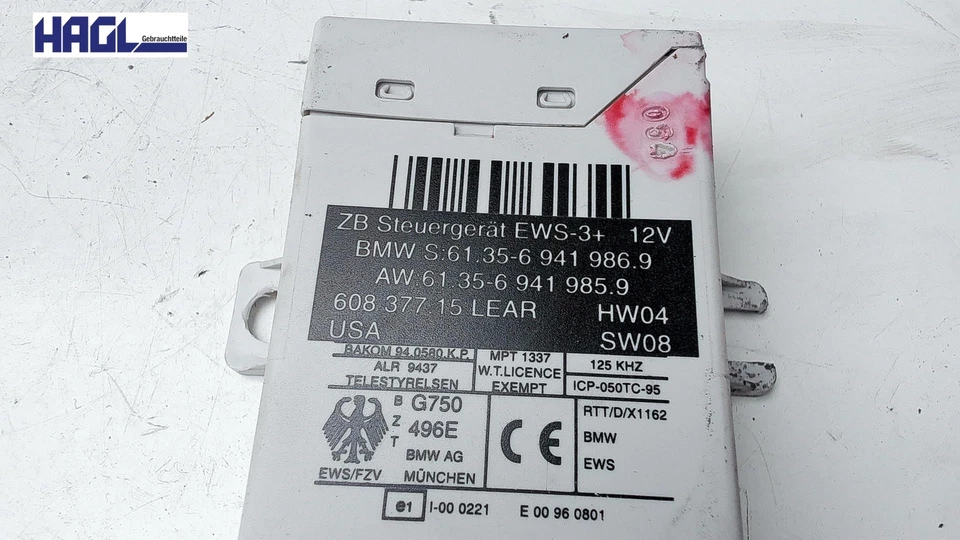 HAGL Gebrauchtteile
ZB Steuergerät EWS-3+ 12V
BMW S:61.35-6 941 986.9
AW:61.35-6 941 985.9
608 377 15 LEAR HW04
USA SW08
BAKOM 94.0580.K.P.
ALR 9437
TELESTYRELSEN
MPT 1337
W.T.LICENCE
EXEMPT
125 KHZ
ICP-050TC-95
BZT G750
496E
BMW AG
EWS/FZV MÜNCHEN
CE
RTT/D/X1162
BMW
EWS
e1 I-00 0221 E 00 96 0801